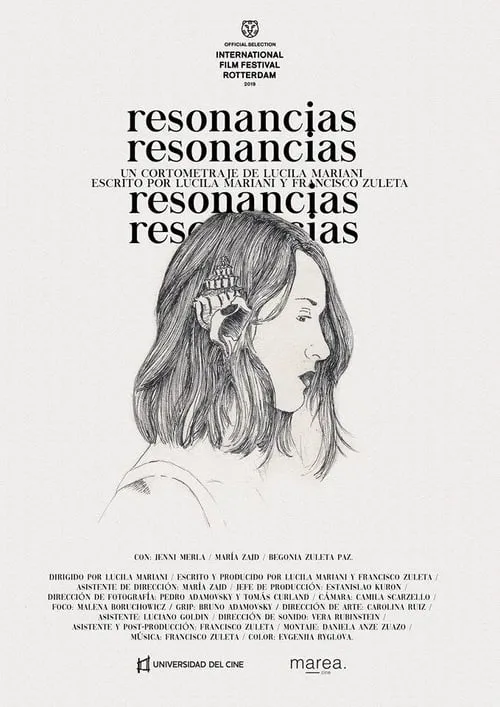 OFFICIAL SELECTION
INTERNATIONAL
FILM FESTIVAL
ROTTERDAM
2019
resonancias
resonancias
UN CORTOMETRAJE DE LUCILA MARIANI
ESCRITO POR LUCILA MARIANI Y FRANCISCO ZULETA
resonancias
resonancias
CON: JENNI MERLA / MARÍA ZAID / BEGONIA ZULETA PAZ.
DIRIGIDO POR LUCILA MARIANI / ESCRITO Y PRODUCIDO POR LUCILA MARIANI Y FRANCISCO ZULETA /
ASISTENTE DE DIRECCIÓN: MARÍA ZAID / JEFE DE PRODUCCIÓN: ESTANISLAO KURON /
DIRECCIÓN DE FOTOGRAFÍA: PEDRO ADAMOVSKY Y TOMÁS CURLAND / CÁMARA: CAMILA SCARZELLO /
FOCO: MALENA BORUCHOWICZ / GRIP: BRUNO ADAMOVSKY / DIRECCIÓN DE ARTE: CAROLINA RUIZ /
ASISTENTE: LUCIANO GOLDIN / DIRECCIÓN DE SONIDO: VERA RUBINSTEIN /
ASISTENTE Y POST-PRODUCCIÓN: FRANCISCO ZULETA / MONTAJE: DANIELA ANZE ZUAZO /
MÚSICA: FRANCISCO ZULETA / COLOR: EVGENIIA RYGLOVA.
UNIVERSIDAD DEL CINE
marea.
cine